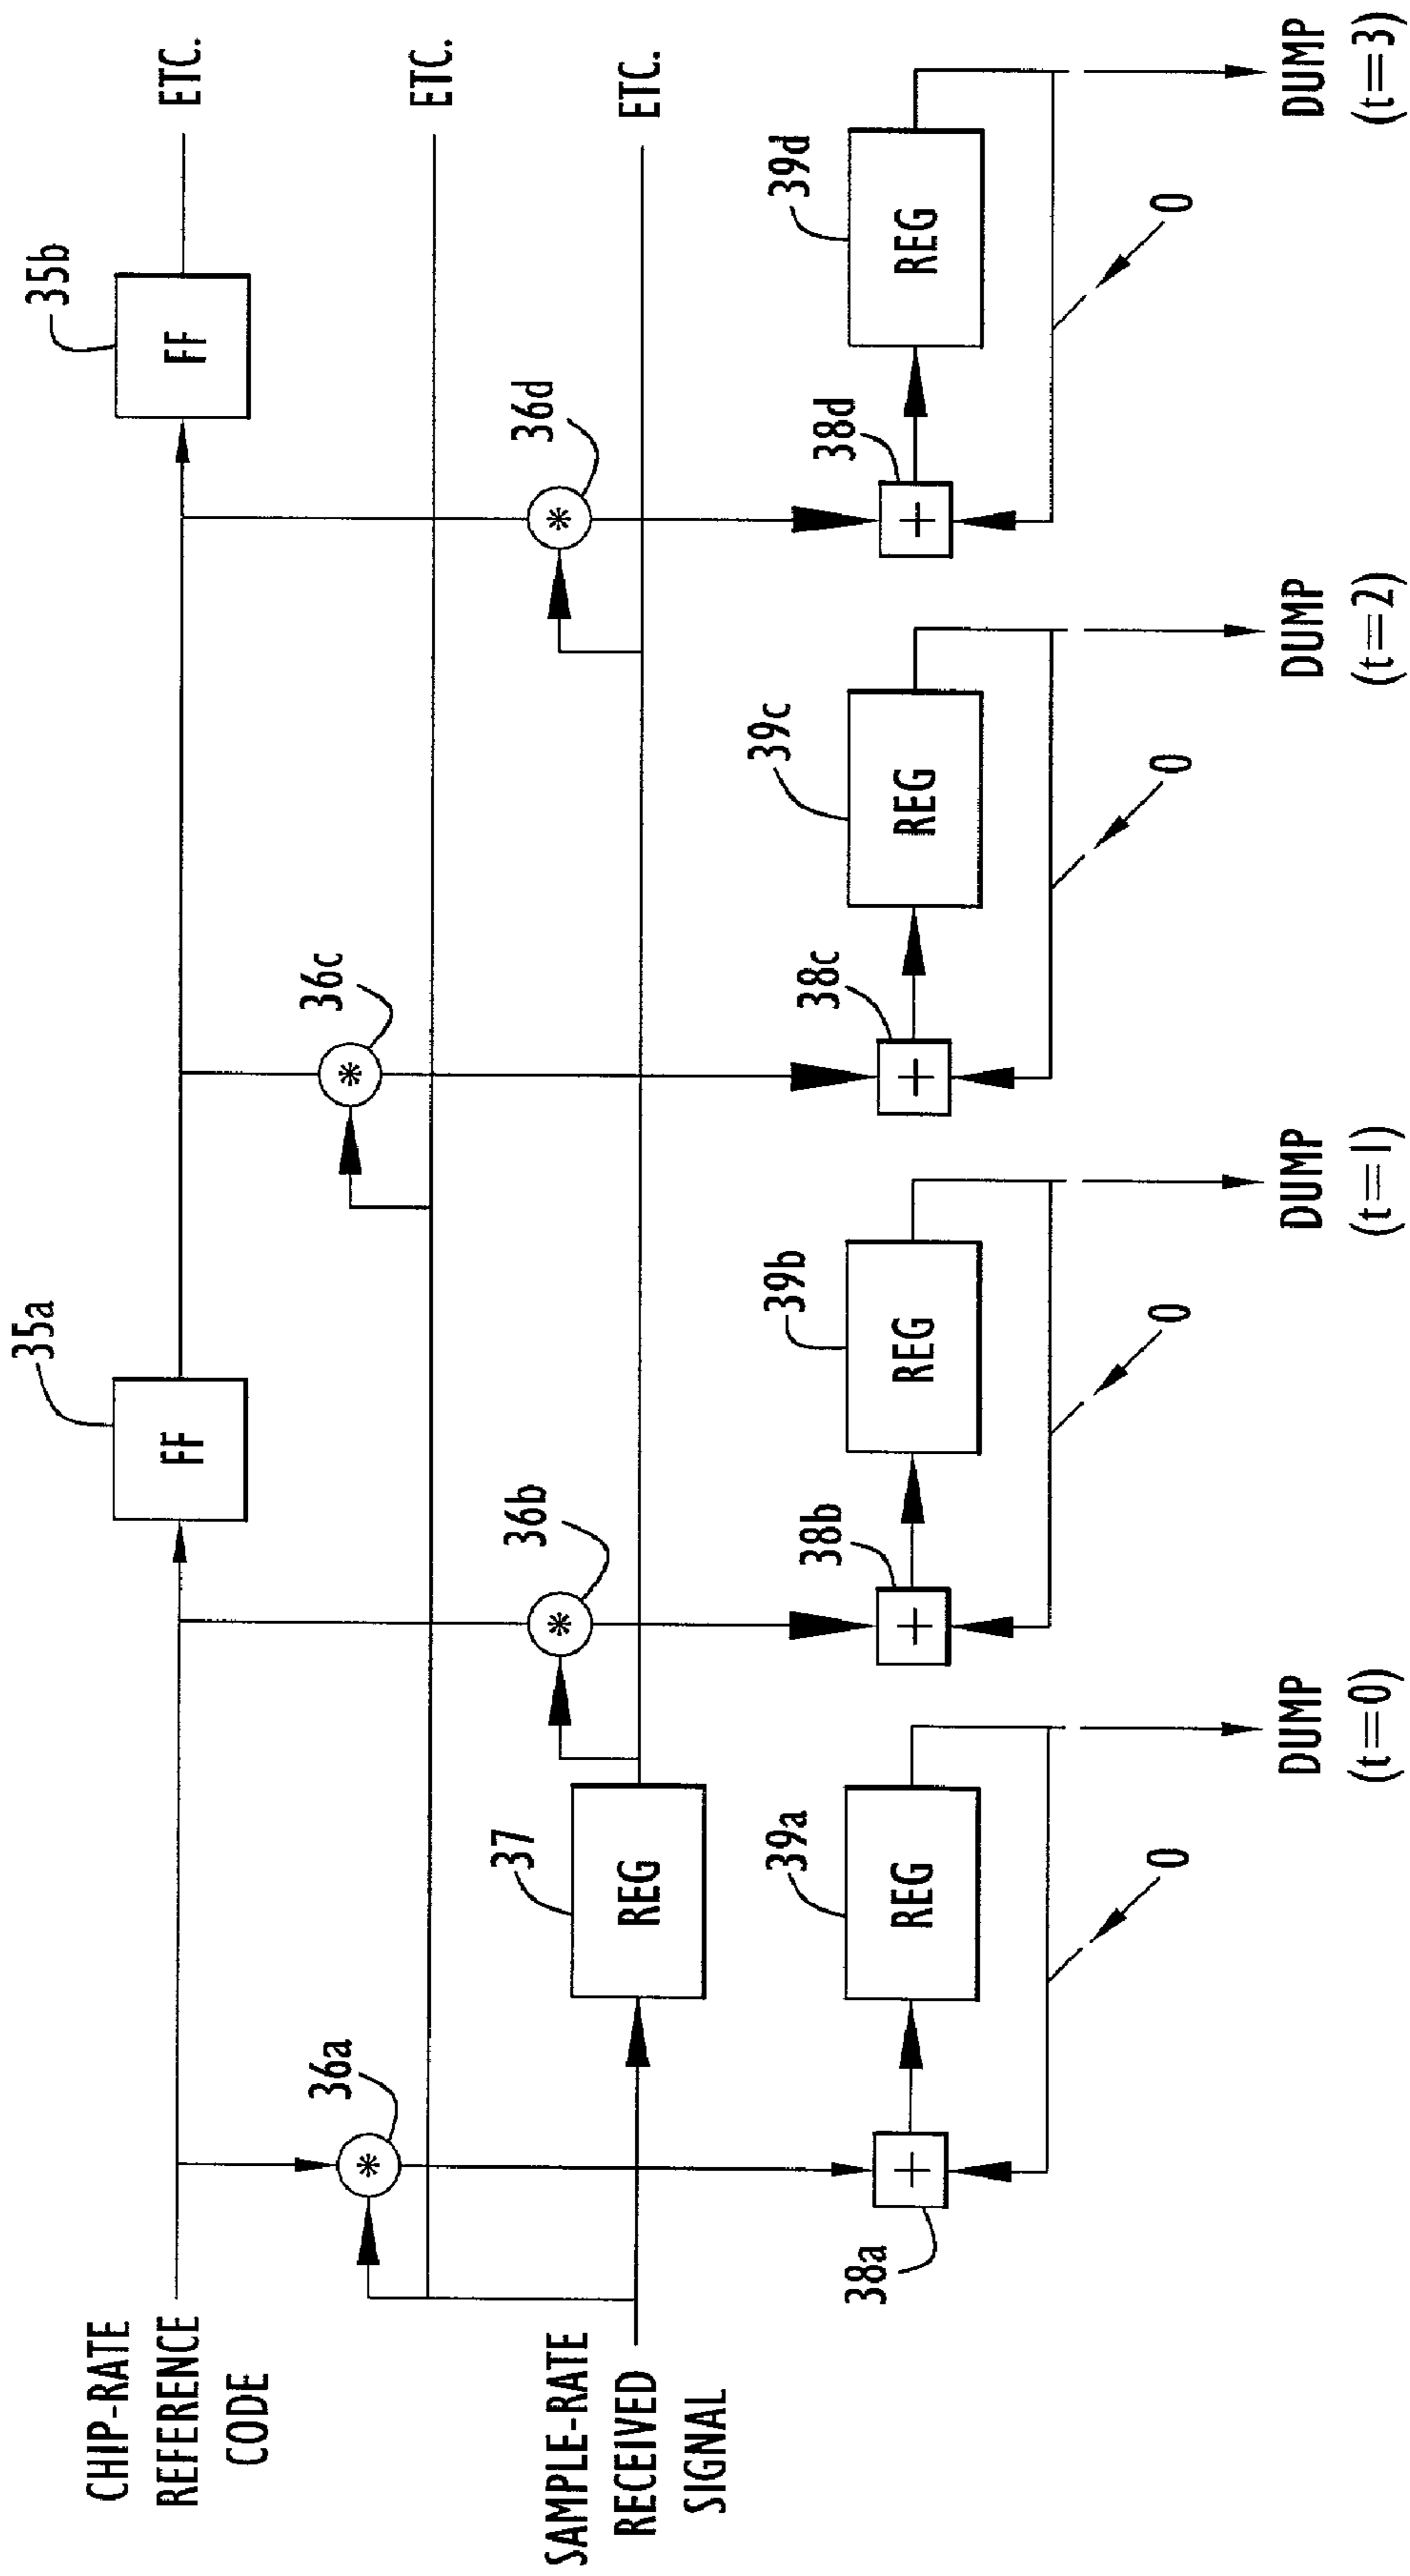 CHIP-RATE
REFERENCE
CODE
SAMPLE-RATE
RECEIVED
SIGNAL
35a
FF
35b
FF
ETC.
ETC.
ETC.
36a
*
36b
*
36c
*
36d
*
37
REG
38a
+
38b
+
38c
+
38d
+
39a
REG
39b
REG
39c
REG
39d
REG
0
0
0
0
DUMP
(t=0)
DUMP
(t=1)
DUMP
(t=2)
DUMP
(t=3)